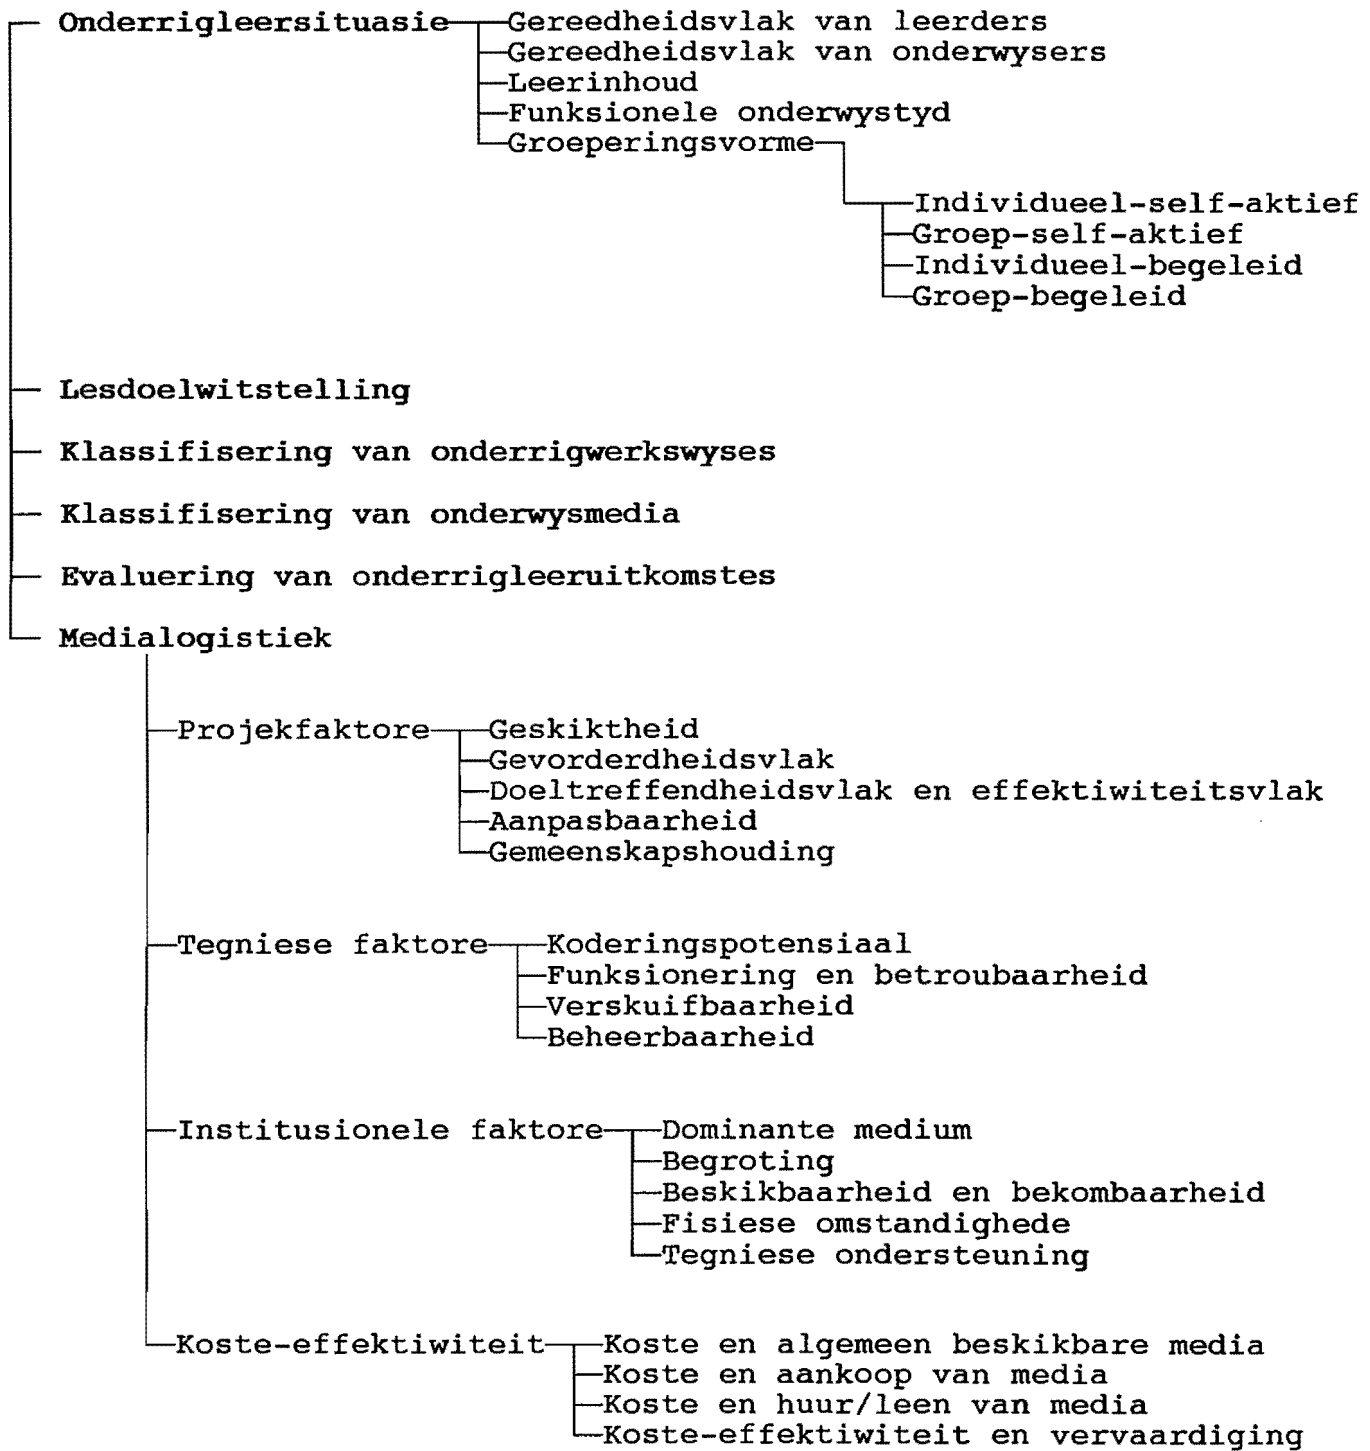 Onderrigleersituasie
Gereedheidsvlak van leerders
Gereedheidsvlak van onderwysers
Leerinhoud
Funksionele onderwystyd
Groeperingsvorme
Individueel-self-aktief
Groep-self-aktief
Individueel-begeleid
Groep-begeleid
Lesdoelwitstelling
Klassifisering van onderrigwerkswyses
Klassifisering van onderwysmedia
Evaluering van onderrigleeruitkomstes
Medialogistiek
Projekfaktore
Geskiktheid
Gevorderdheidsvlak
Doeltreffendheidsvlak en effektiwiteitsvlak
Aanpasbaarheid
Gemeenskapshouding
Tegniese faktore
Koderingspotensiaal
Funksionering en betroubaarheid
Verskuifbaarheid
Beheerbaarheid
Institusionele faktore
Dominante medium
Begroting
Beskikbaarheid en bekombaarheid
Fisiese omstandighede
Tegniese ondersteuning
Koste-effektiwiteit
Koste en algemeen beskikbare media
Koste en aankoop van media
Koste en huur/leen van media
Koste-effektiwiteit en vervaardiging